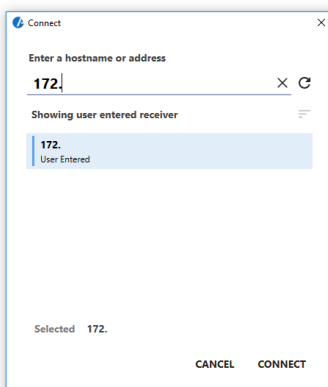 Connect
Enter a hostname or address
172.
Showing user entered receiver
172.
User Entered
Selected 172.
CANCEL CONNECT